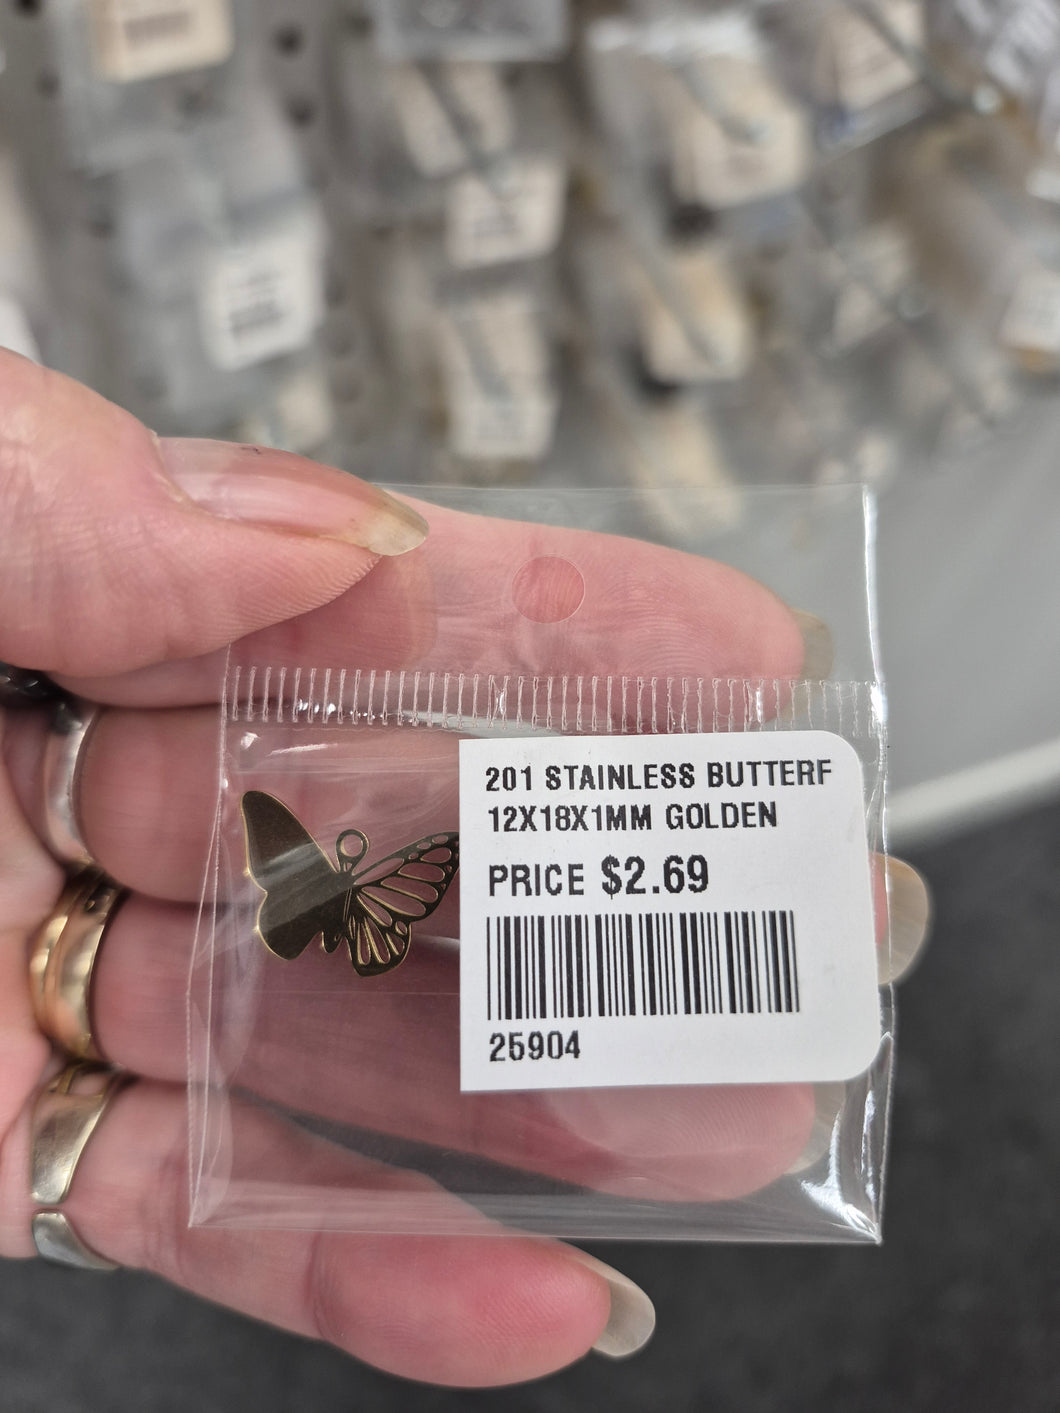 201 STAINLESS BUTTERF
12X18X1MM GOLDEN
PRICE $2.69
25904